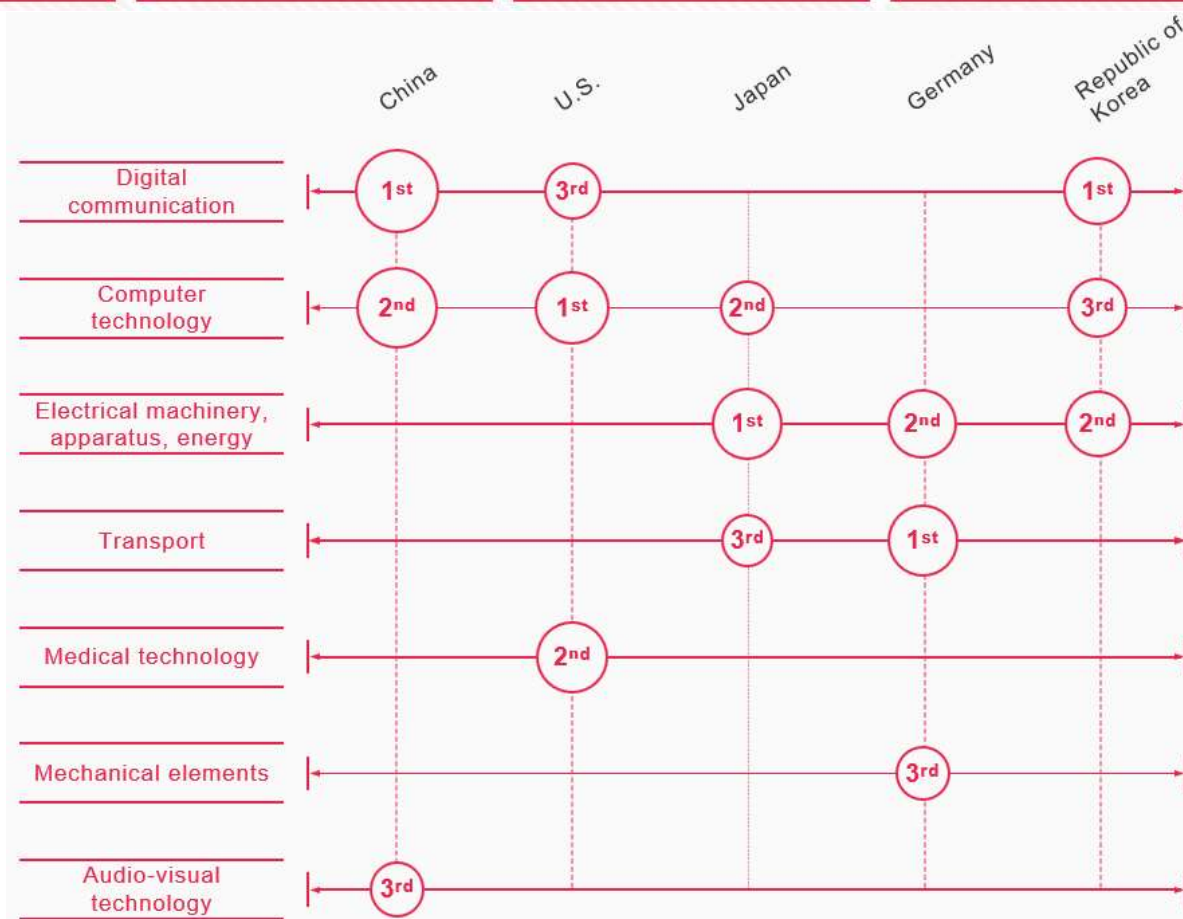 China
U.S.
Japan
Germany
Republic of
Korea
Digital
communication
1st
3rd
1st
Computer
technology
2nd
1st
2nd
3rd
Electrical machinery,
apparatus, energy
1st
2nd
2nd
Transport
3rd
1st
Medical technology
2nd
Mechanical elements
3rd
Audio-visual
technology
3rd